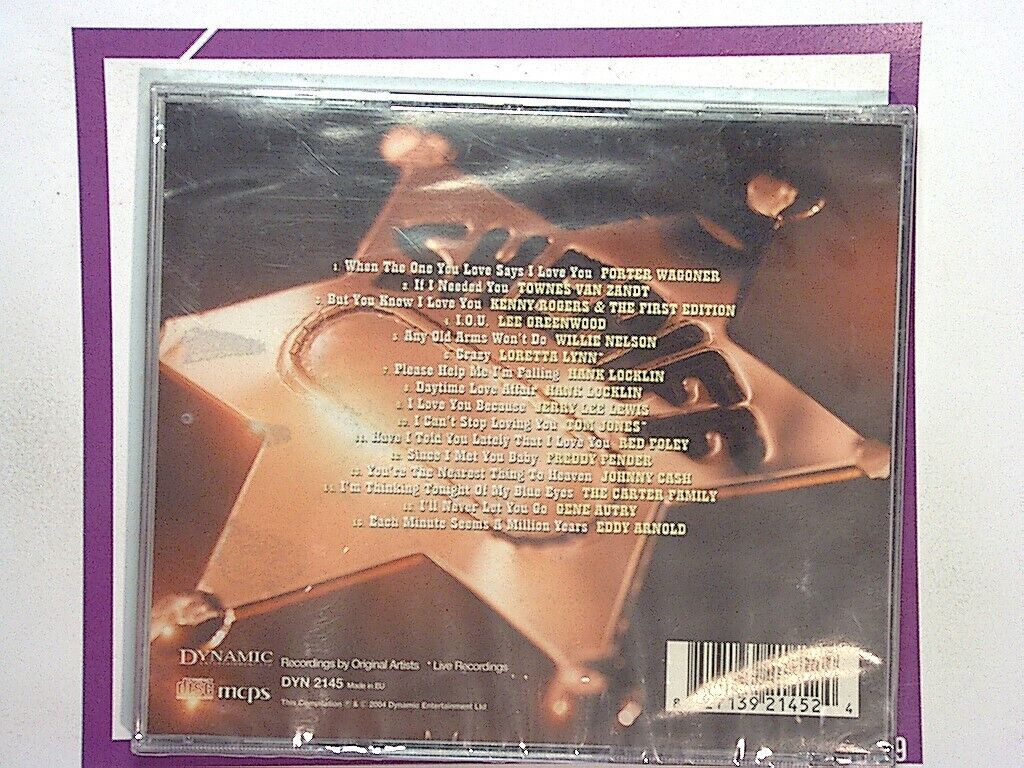 1. When The One You Love Says I Love You PORTER WAGONER
2. If I Needed You TOWNES VAN ZANDT
3. But You Know I Love You KENNY ROGERS & THE FIRST EDITION
4. I.O.U. LEE GREENWOOD
5. Any Old Arms Won't Do WILLIE NELSON
6. Crazy LORETTA LYNN*
7. Please Help Me I'm Falling HANK LOCKLIN
8. Daytime Love Affair HANK LOCKLIN
9. I Love You Because JERRY LEE LEWIS
10. I Can't Stop Loving You TOM JONES*
11. Have I Told You Lately That I Love You RED FOLEY
12. Since I Met You Baby FREDDY FENDER
13. You're The Nearest Thing To Heaven JOHNNY CASH
14. I'm Thinking Tonight Of My Blue Eyes THE CARTER FAMILY
15. I'll Never Let You Go GENE AUTRY
16. Each Minute Seems A Million Years EDDY ARNOLD
DYNAMIC Recordings by Original Artists *Live Recordings
DYN 2145 Made in EU
disc mcps
This Compilation ℗ & © 2004 Dynamic Entertainment Ltd
8 27139 21452 4
9